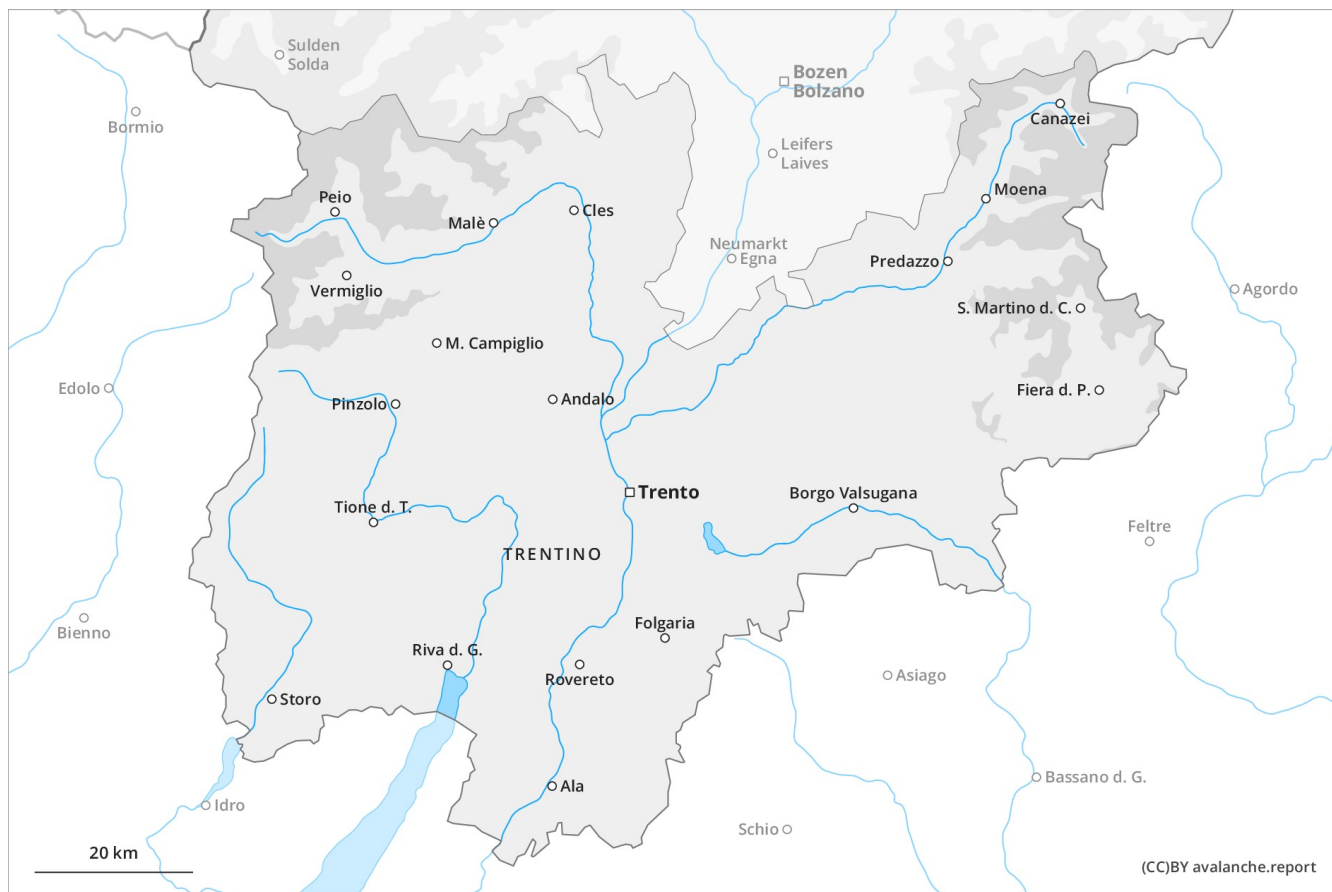 Sulden
Solda
Bozen
Bolzano
Bormio
Canazei
Leifers
Laives
Moena
Peio
Malè
Cles
Neumarkt
Egna
Predazzo
Vermiglio
Agordo
S. Martino d. C.
M. Campiglio
Edolo
Andalo
Fiera d. P.
Pinzolo
Trento
Borgo Valsugana
Tione d. T.
Feltre
TRENTINO
Bienno
Folgaria
Riva d. G.
Rovereto
Asiago
Storo
Bassano d. G.
Ala
Idro
Schio
20 km
(CC)BY avalanche.report